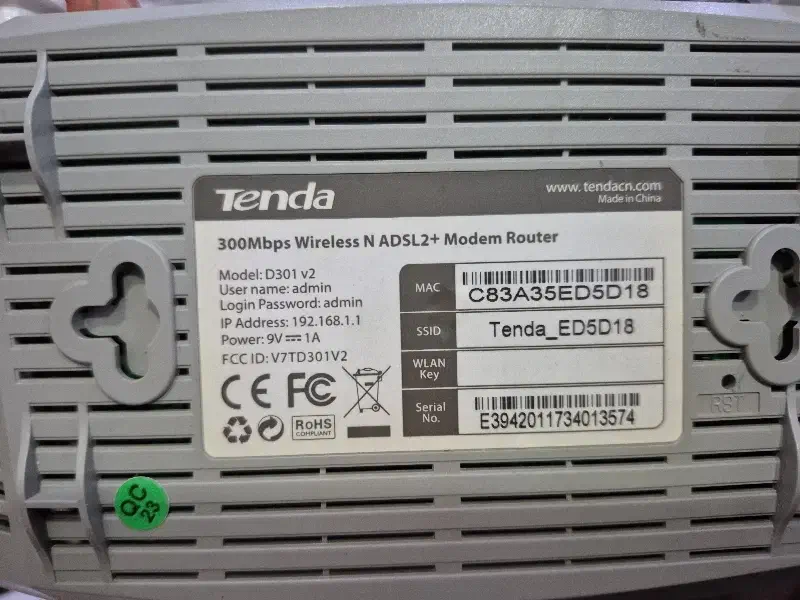 Tenda
www.tendacn.com
Made in China
300Mbps Wireless N ADSL2+ Modem Router
Model: D301 v2
User name: admin
Login Password: admin
IP Address: 192.168.1.1
Power: 9V⎓1A
FCC ID: V7TD301V2
CE FC
RoHS
COMPLIANT
MAC
C83A35ED5D18
SSID
Tenda_ED5D18
WLAN
Key
Serial
No.
E3942011734013574
RST
QC
23